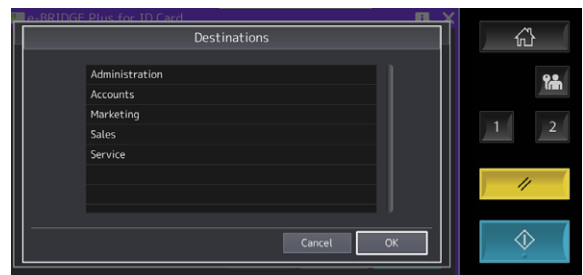 e-BRIDGE Plus for ID Card
Destinations
Administration
Accounts
Marketing
Sales
Service
Cancel
OK
1
2